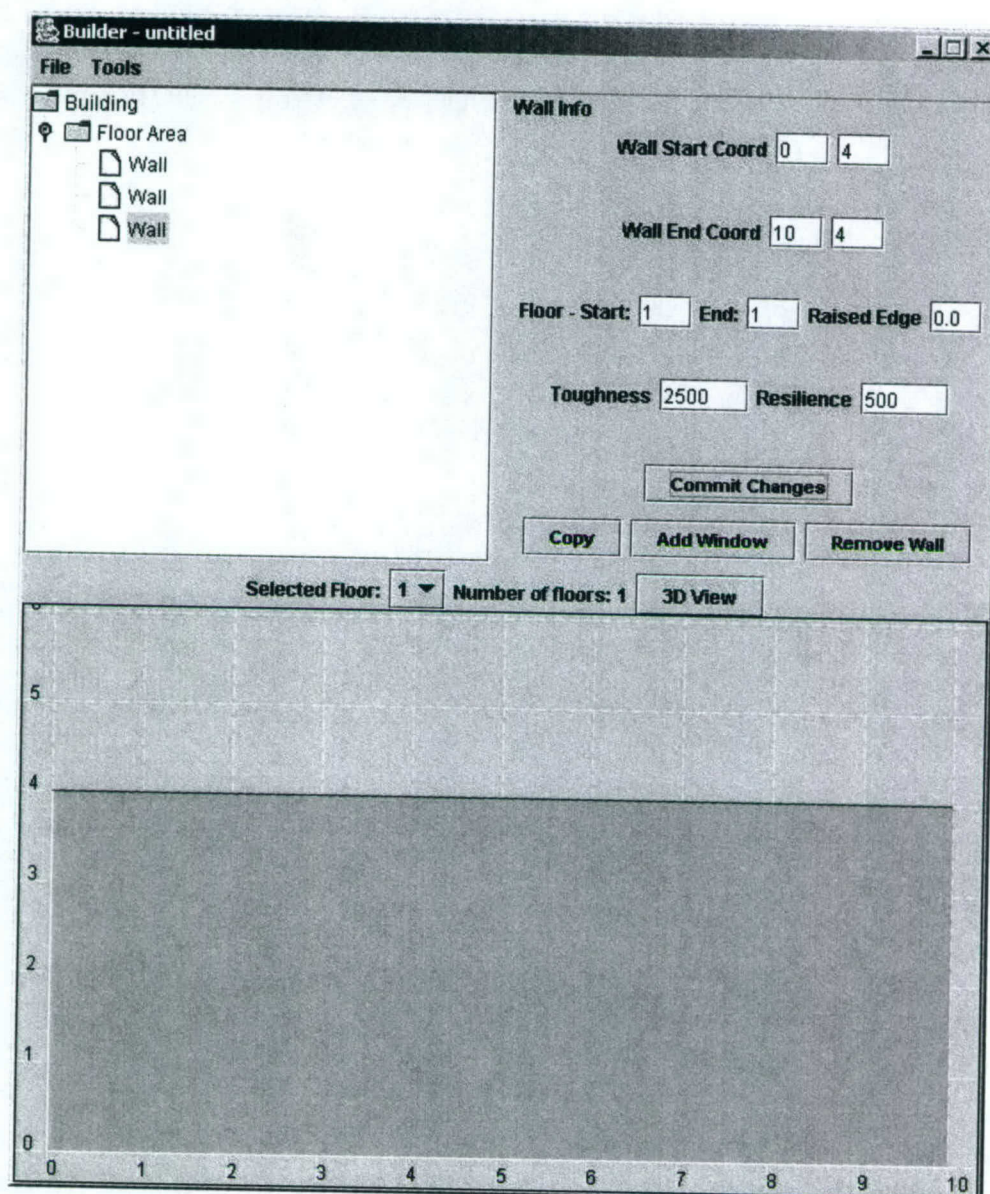 Builder - untitled
File Tools
Building
Floor Area
Wall
Wall
Wall
Wall Info
Wall Start Coord 0 4
Wall End Coord 10 4
Floor - Start: 1 End: 1 Raised Edge 0.0
Toughness 2500 Resilience 500
Commit Changes
Copy Add Window Remove Wall
Selected Floor: 1 Number of floors: 1 3D View
5
4
3
2
1
0
0 1 2 3 4 5 6 7 8 9 10